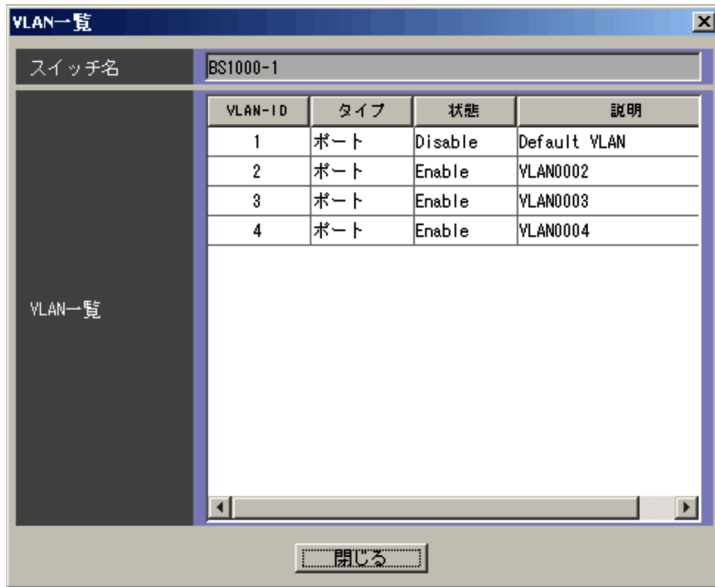 VLAN一覧
スイッチ名 BS1000-1
VLAN-ID タイプ 状態 説明
1 ポート Disable Default VLAN
2 ポート Enable VLAN0002
3 ポート Enable VLAN0003
4 ポート Enable VLAN0004
VLAN一覧
閉じる